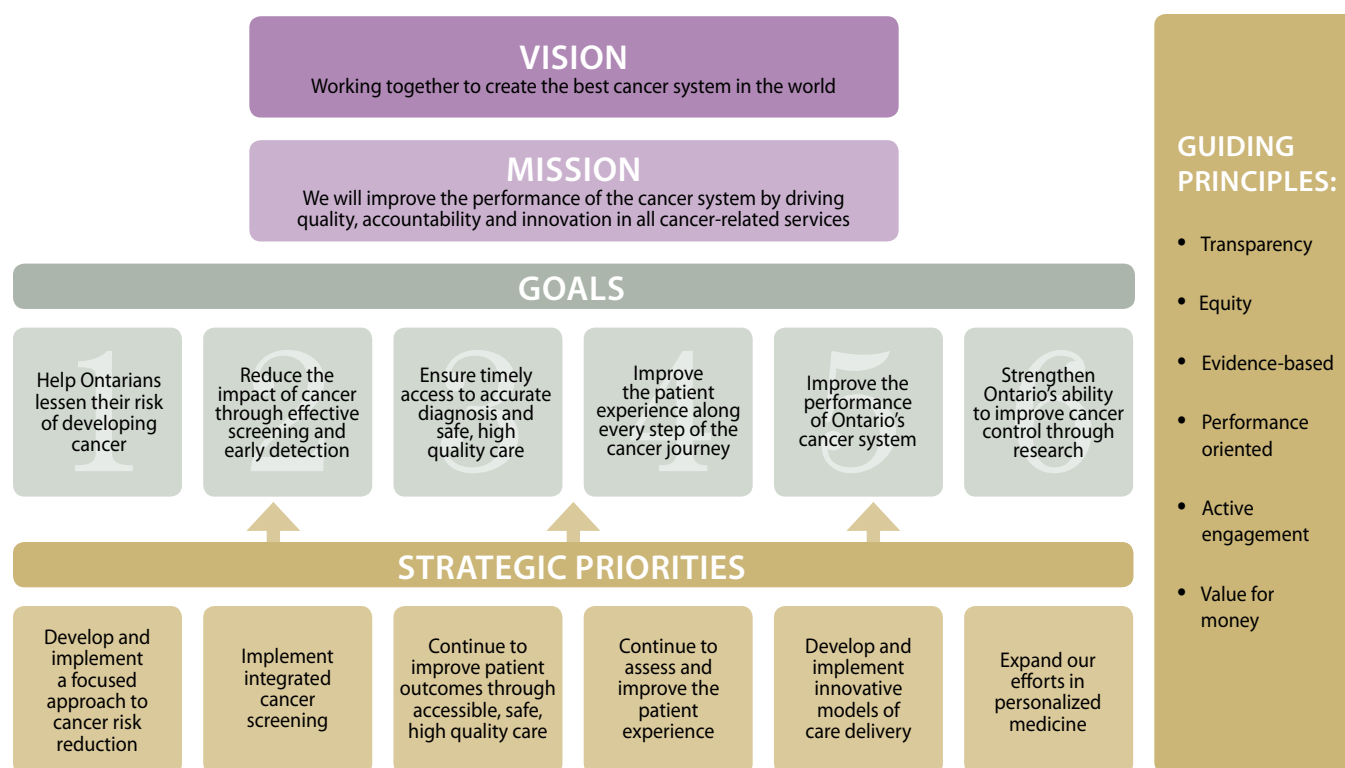 VISION
Working together to create the best cancer system in the world
MISSION
We will improve the performance of the cancer system by driving
quality, accountability and innovation in all cancer-related services
GOALS
1
Help Ontarians
lessen their risk
of developing
cancer
2
Reduce the
impact of cancer
through effective
screening and
early detection
3
Ensure timely
access to accurate
diagnosis and
safe, high
quality care
4
Improve
the patient
experience along
every step of the
cancer journey
5
Improve the
performance
of Ontario's
cancer system
6
Strengthen
Ontario's ability
to improve cancer
control through
research
STRATEGIC PRIORITIES
Develop and
implement
a focused
approach to
cancer risk
reduction
Implement
integrated
cancer
screening
Continue to
improve patient
outcomes through
accessible, safe,
high quality care
Continue to
assess and
improve the
patient
experience
Develop and
implement
innovative
models of
care delivery
Expand our
efforts in
personalized
medicine
GUIDING
PRINCIPLES:
• Transparency
• Equity
• Evidence-based
• Performance
oriented
• Active
engagement
• Value for
money